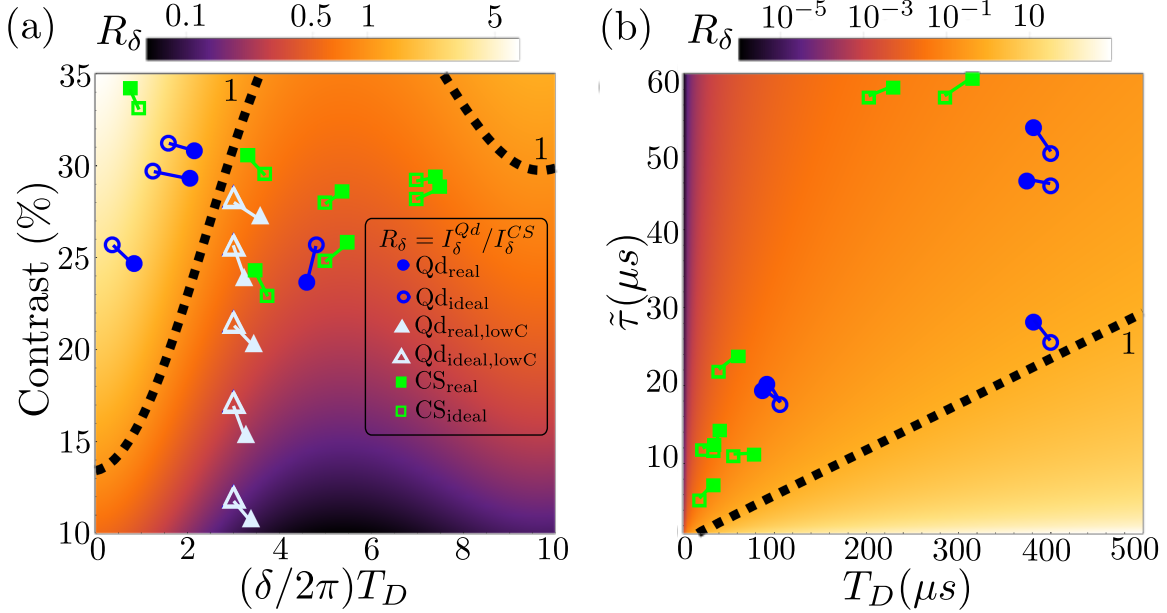 (a)
R_δ
0.1 0.5 1 5
Contrast (%)
35
30
25
20
15
10
1
1
R_δ = I_δ^{Qd}/I_δ^{CS}
Qd_real
Qd_ideal
Qd_real,lowC
Qd_ideal,lowC
CS_real
CS_ideal
0 2 4 6 8 10
(δ/2π)T_D
(b)
R_δ
10^{-5} 10^{-3} 10^{-1} 10
τ̃(μs)
60
50
40
30
20
10
1
0 100 200 300 400 500
T_D(μs)